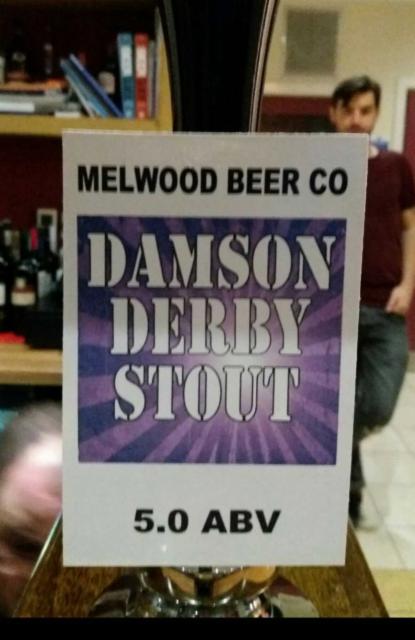 MELWOOD BEER CO
DAMSON
DERBY
STOUT
5.0 ABV